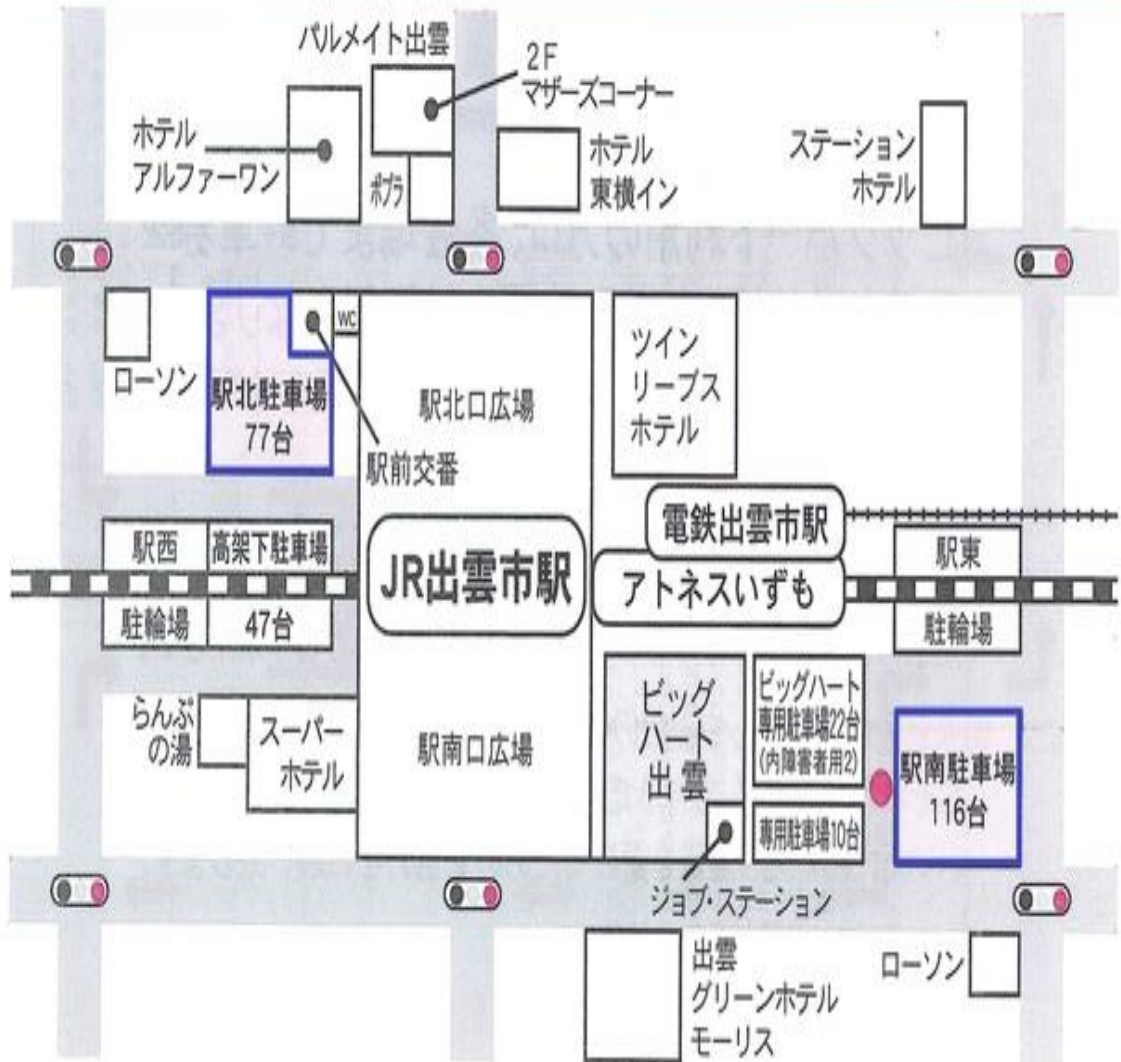 パルメイト出雲
2F
マザーズコーナー
ホテル
アルファーワン
ポプラ
ホテル
東横イン
ステーション
ホテル
ローソン
駅北駐車場
77台
WC
駅前交番
駅北口広場
ツイン
リーブス
ホテル
電鉄出雲市駅
JR出雲市駅
アトネスいずも
駅西
駐輪場
高架下駐車場
47台
駅東
駐輪場
らんぷ
の湯
スーパー
ホテル
駅南口広場
ビッグ
ハート
出雲
ビッグハート
専用駐車場22台
(内障害者用2)
専用駐車場10台
駅南駐車場
116台
ジョブ・ステーション
出雲
グリーンホテル
モーリス
ローソン